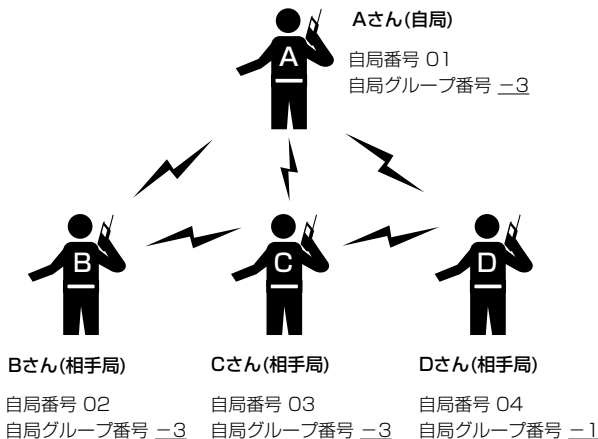 Aさん(自局)
A
自局番号 01
自局グループ番号 −3
B
C
D
Bさん(相手局)
Cさん(相手局)
Dさん(相手局)
自局番号 02
自局グループ番号 −3
自局番号 03
自局グループ番号 −3
自局番号 04
自局グループ番号 −1